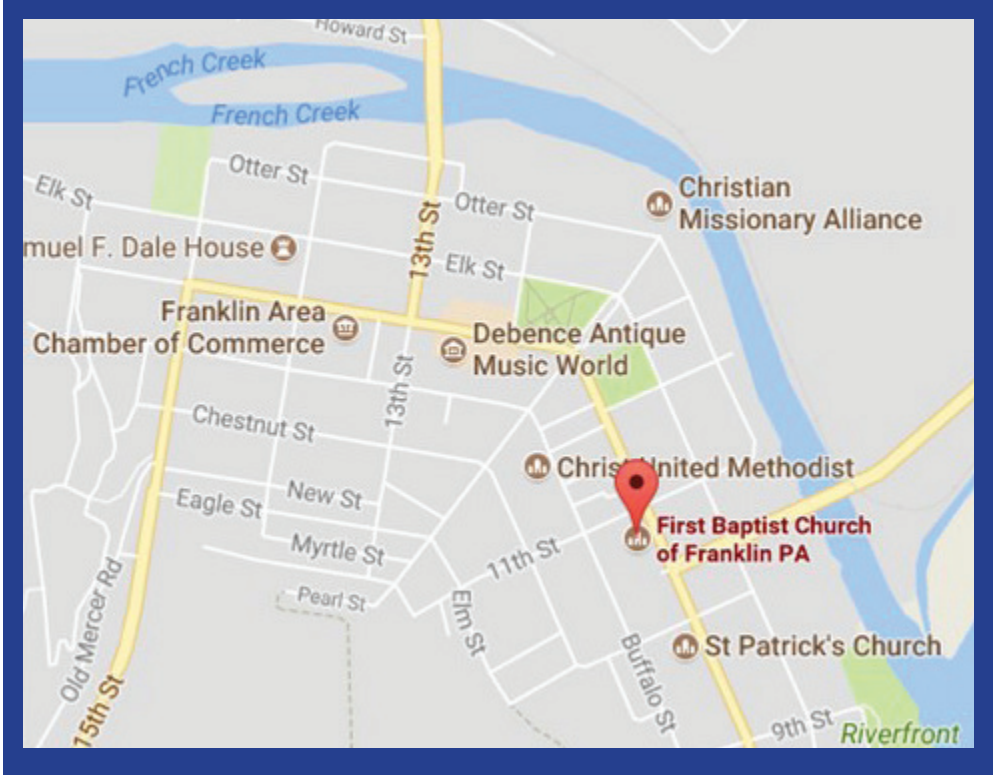 Howard St
French Creek
French Creek
Otter St
Elk St
Christian
Missionary Alliance
Otter St
13th St
muel F. Dale House
Elk St
Franklin Area
Chamber of Commerce
Debence Antique
Music World
13th St
Chestnut St
Christ United Methodist
New St
Eagle St
First Baptist Church
of Franklin PA
Myrtle St
11th St
Pearl St
Old Mercer Rd
Elm St
St Patrick's Church
Buffalo St
15th St
9th St
Riverfront